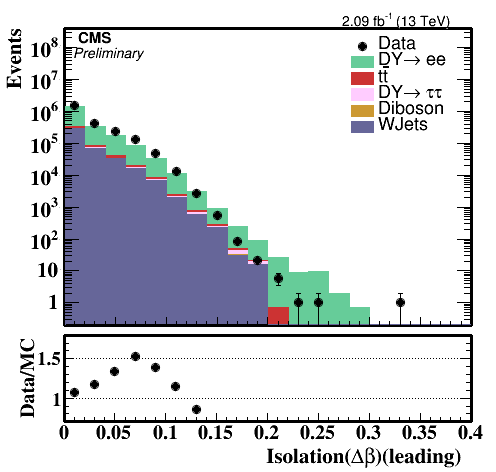 2.09 fb⁻¹ (13 TeV)
CMS
Preliminary
Events
10⁸
10⁷
10⁶
10⁵
10⁴
10³
10²
10
1
Data
DY→ ee
tt̄
DY→ ττ
Diboson
WJets
Data/MC
1.5
1
0 0.05 0.1 0.15 0.2 0.25 0.3 0.35 0.4
Isolation(Δβ)(leading)